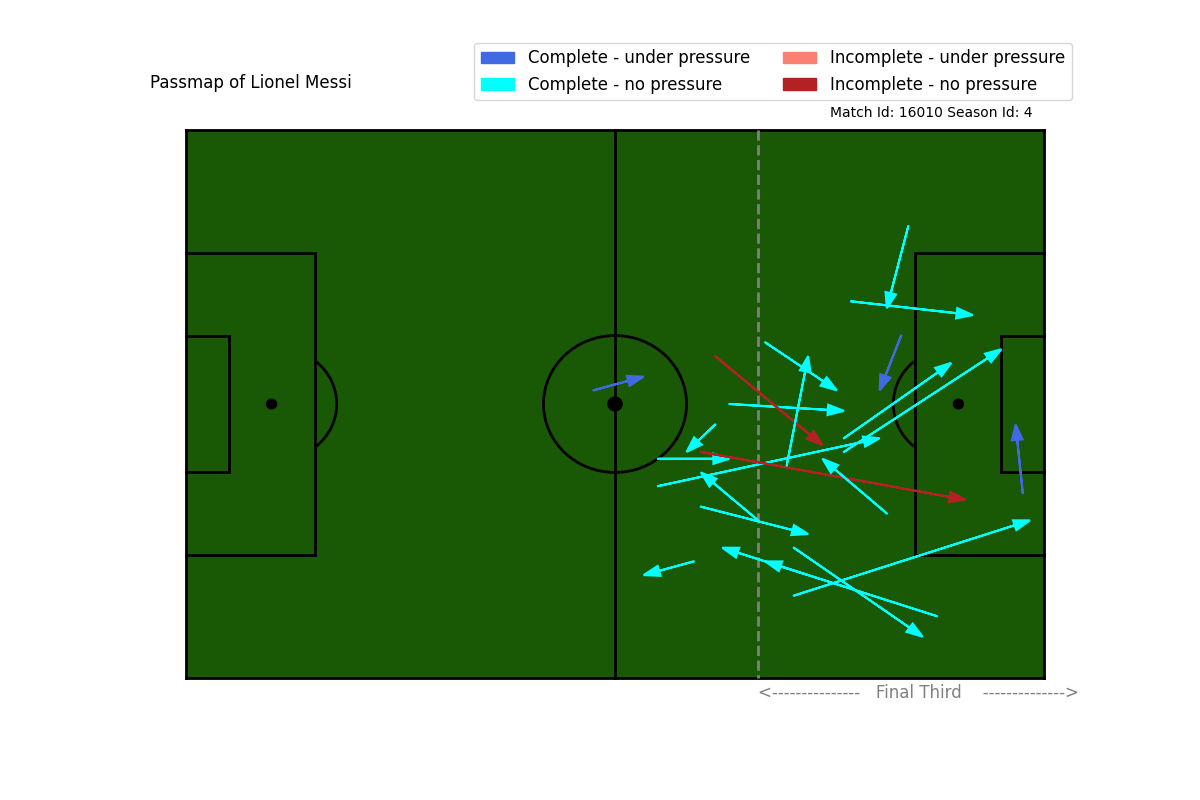 Passmap of Lionel Messi
Complete - under pressure
Complete - no pressure
Incomplete - under pressure
Incomplete - no pressure
Match Id: 16010 Season Id: 4
<--------------- Final Third -------------->